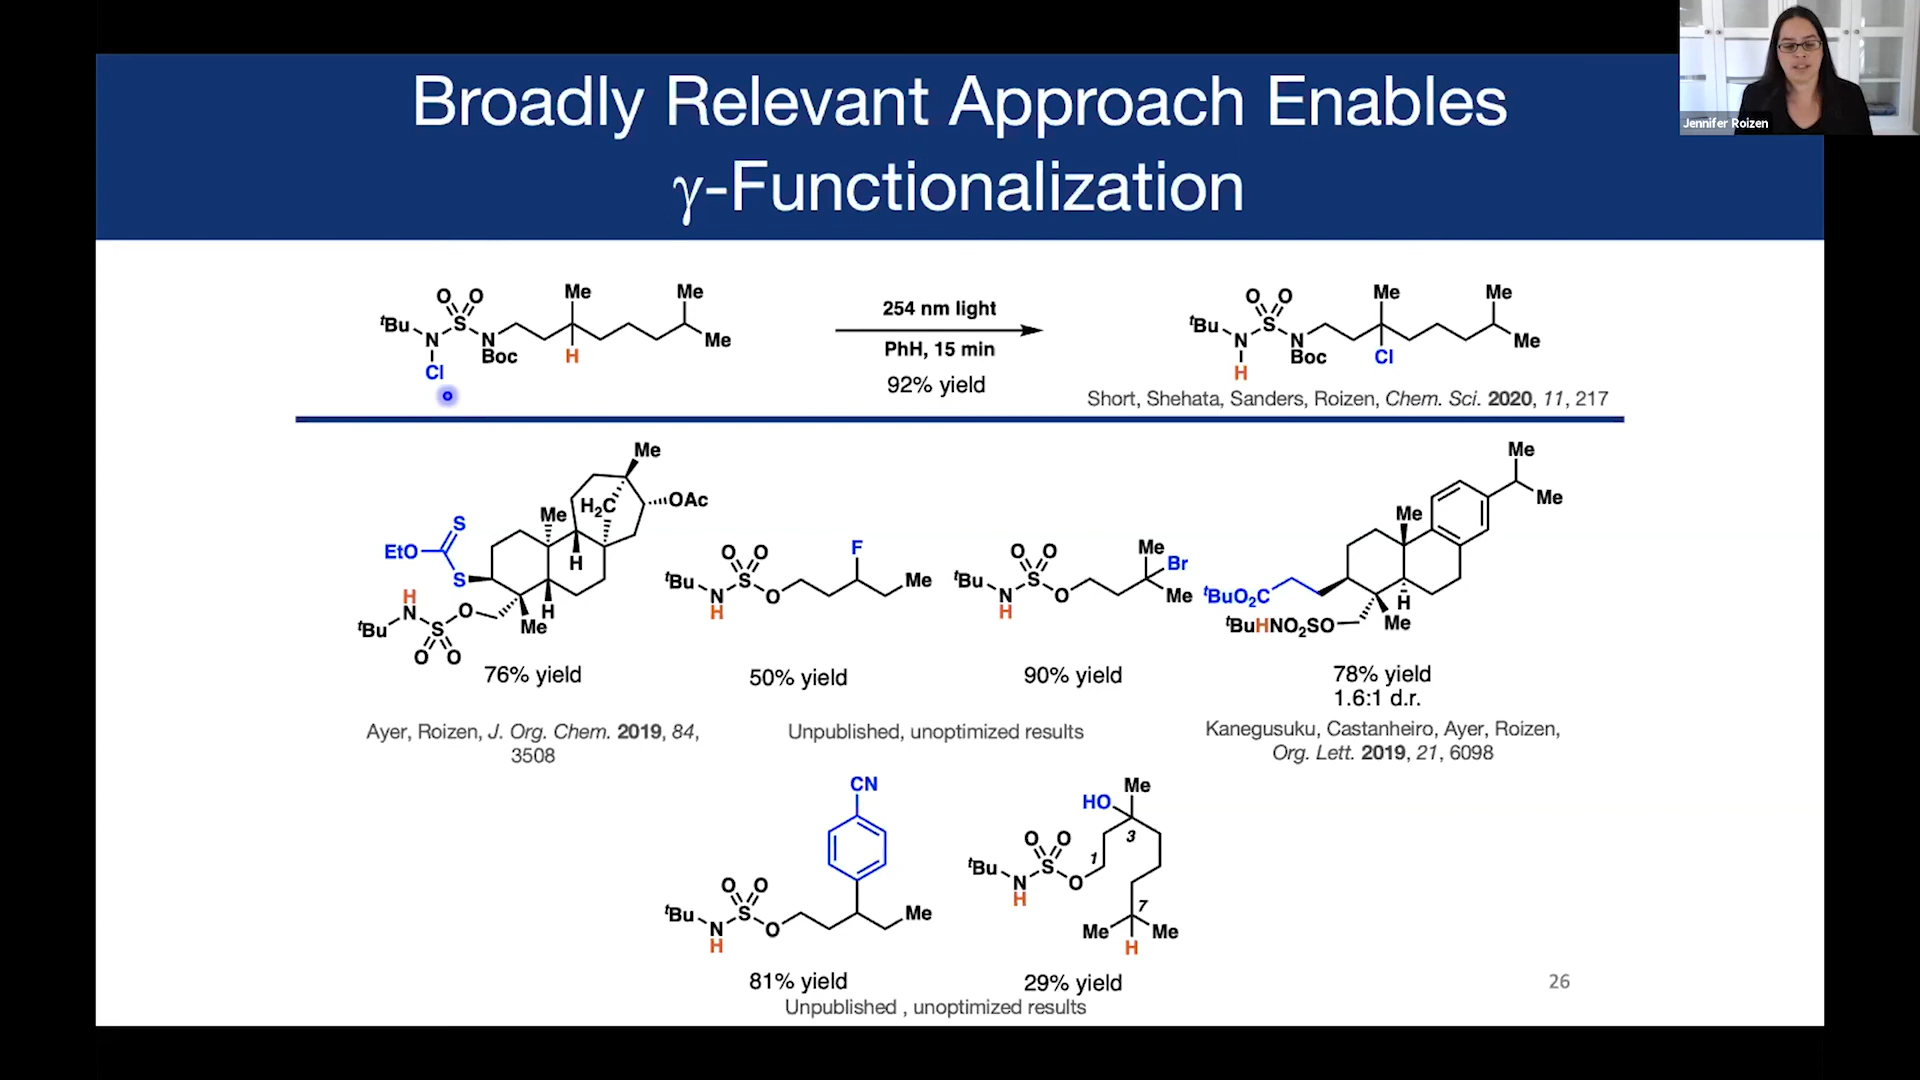 Broadly Relevant Approach Enables
γ-Functionalization
Jennifer Roizen
O O Me Me
ᵗBu N S N Me
Boc H
Cl
254 nm light
PhH, 15 min
92% yield
O O Me Me
ᵗBu N S N Me
Boc Cl
H
Short, Shehata, Sanders, Roizen, Chem. Sci. 2020, 11, 217
Me
H₂C OAc
Me
S
EtO
S H
H
N O H
ᵗBu S Me
O O
76% yield
F
O O
ᵗBu S Me
N O
H
50% yield
O O Me
ᵗBu S Br
N O Me
H
90% yield
Me
Me
Me
ᵗBuO₂C H
ᵗBuHNO₂SO Me
78% yield
1.6:1 d.r.
Ayer, Roizen, J. Org. Chem. 2019, 84,
3508
Unpublished, unoptimized results
Kanegusuku, Castanheiro, Ayer, Roizen,
Org. Lett. 2019, 21, 6098
CN
O O
ᵗBu S Me
N O
H
81% yield
Me
HO
3
O O
1
ᵗBu S
N O
H
7
Me Me
H
29% yield
Unpublished , unoptimized results
26